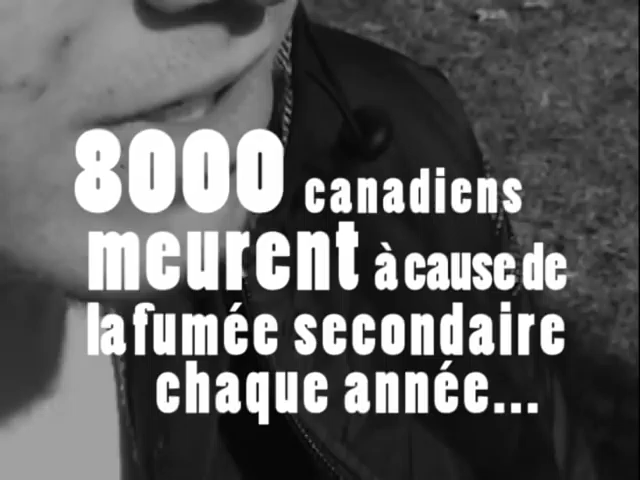 8000 canadiens
meurent à cause de
la fumée secondaire
chaque année...